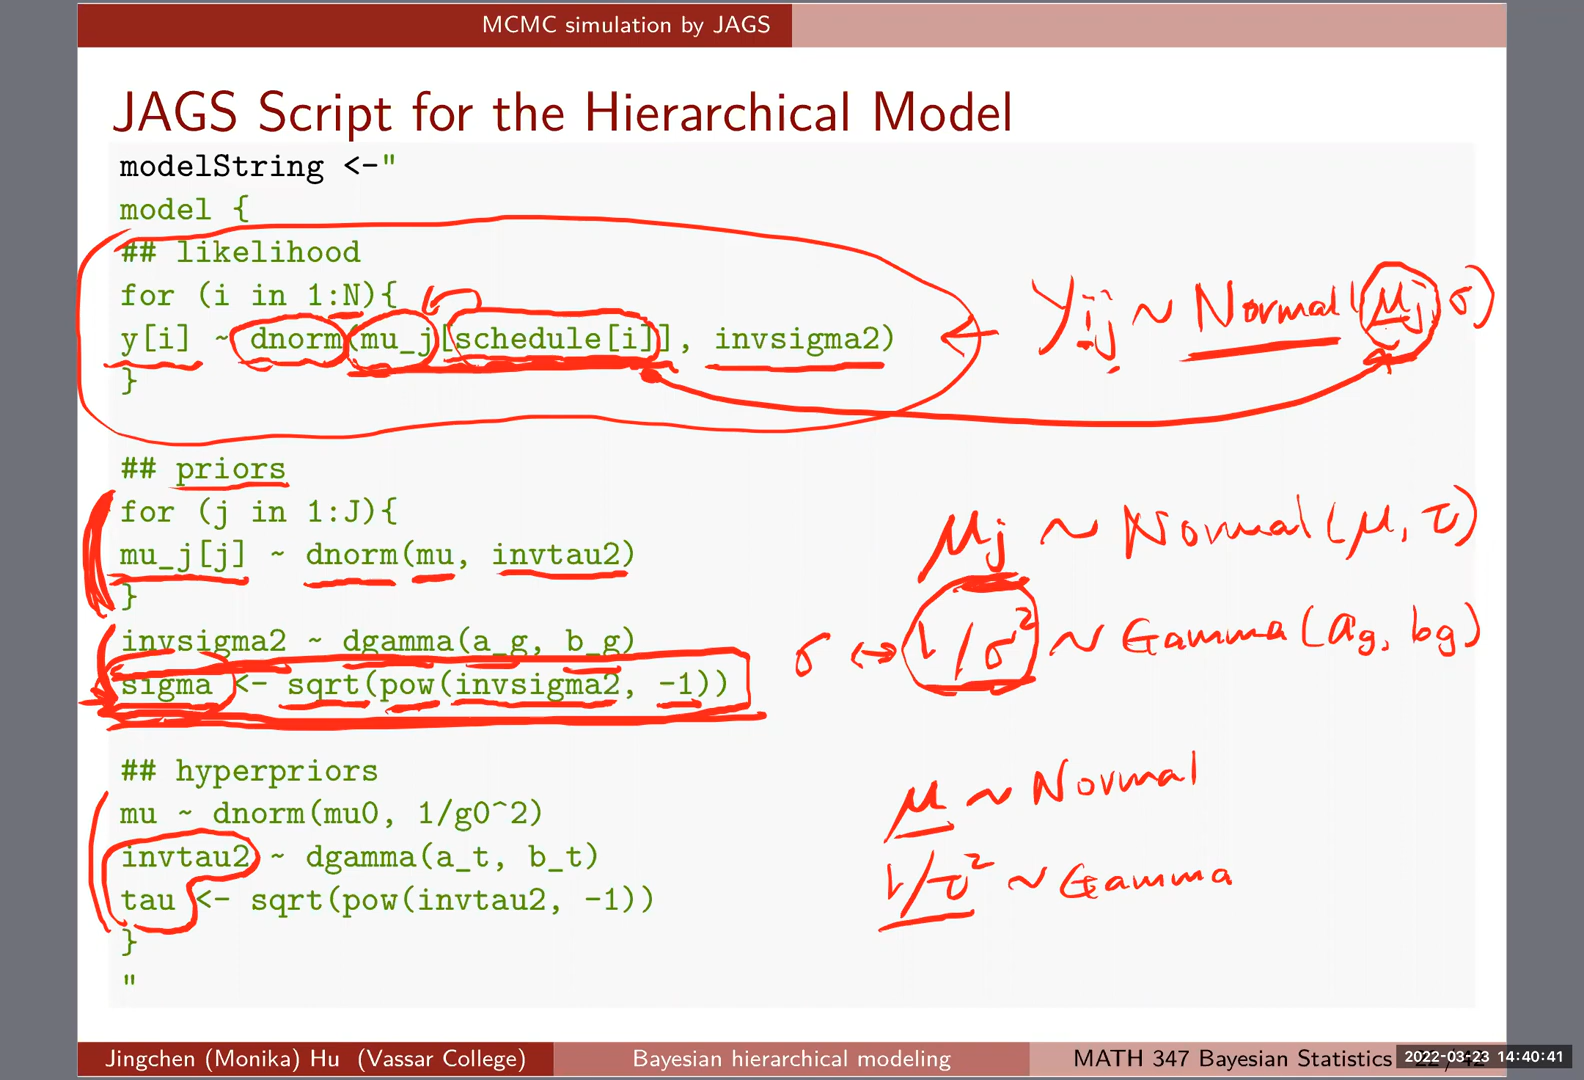 MCMC simulation by JAGS
JAGS Script for the Hierarchical Model
modelString <-"
model {
## likelihood
for (i in 1:N){
y[i] ~ dnorm(mu_j[schedule[i]], invsigma2)
}
Yij ~ Normal(μj, σ)
## priors
for (j in 1:J){
mu_j[j] ~ dnorm(mu, invtau2)
}
μj ~ Normal(μ, τ)
invsigma2 ~ dgamma(a_g, b_g)
sigma <- sqrt(pow(invsigma2, -1))
σ ↔ 1/σ² ~ Gamma(ag, bg)
## hyperpriors
mu ~ dnorm(mu0, 1/g0^2)
invtau2 ~ dgamma(a_t, b_t)
tau <- sqrt(pow(invtau2, -1))
}
"
μ ~ Normal
1/τ² ~ Gamma
Jingchen (Monika) Hu (Vassar College) Bayesian hierarchical modeling MATH 347 Bayesian Statistics
2022-03-23 14:40:41